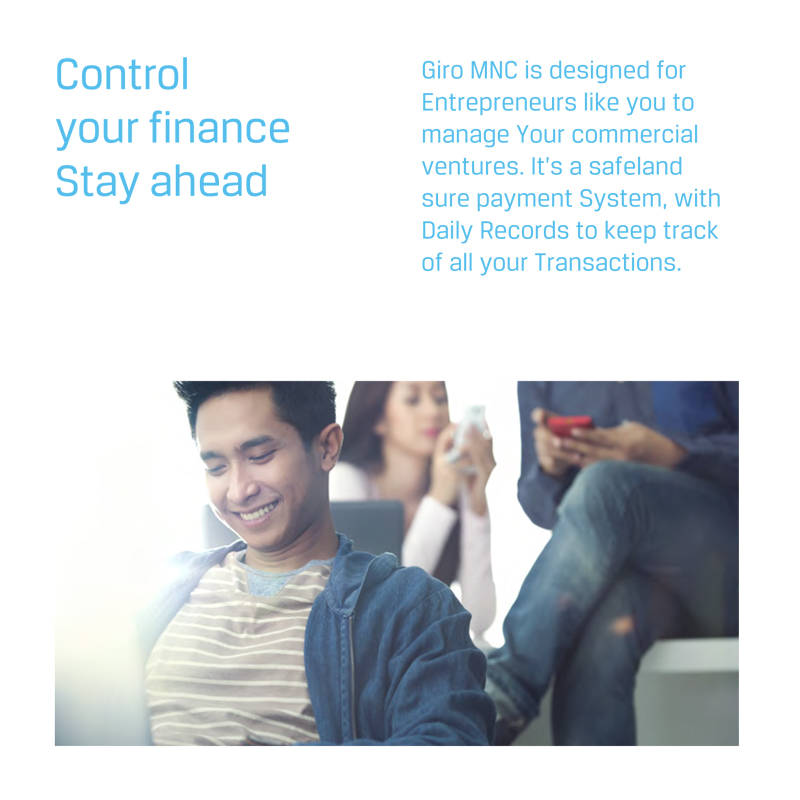 Control
your finance
Stay ahead
Giro MNC is designed for
Entrepreneurs like you to
manage Your commercial
ventures. It's a safeland
sure payment System, with
Daily Records to keep track
of all your Transactions.